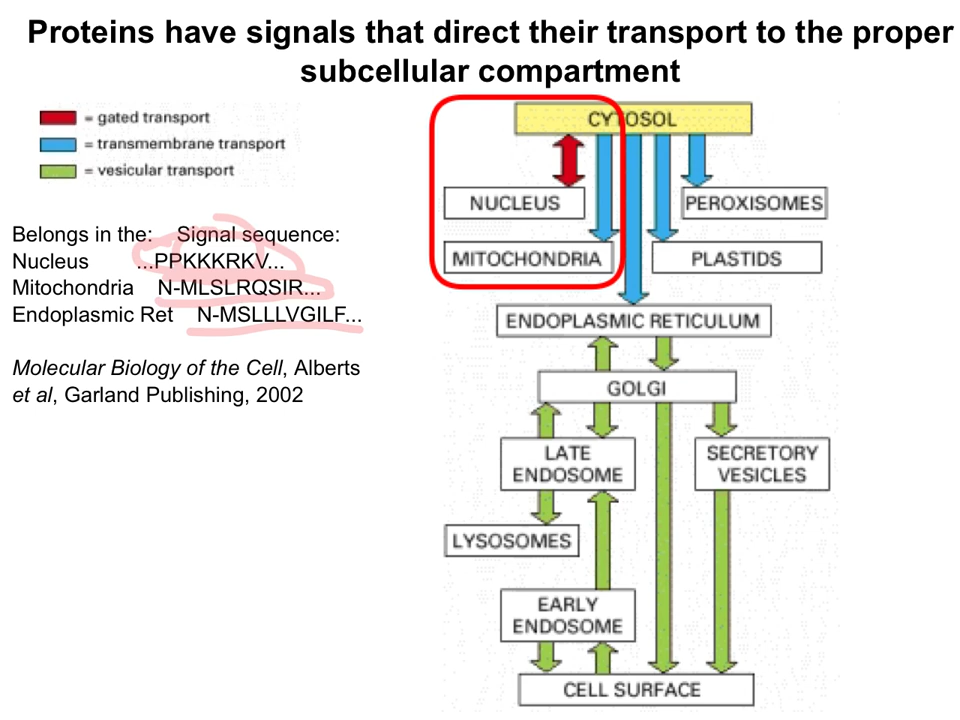 Proteins have signals that direct their transport to the proper
subcellular compartment
= gated transport
= transmembrane transport
= vesicular transport
Belongs in the: Signal sequence:
Nucleus ...PPKKKRKV...
Mitochondria N-MLSLRQSIR...
Endoplasmic Ret N-MSLLLVGILF...
Molecular Biology of the Cell, Alberts
et al, Garland Publishing, 2002
CYTOSOL
NUCLEUS
PEROXISOMES
MITOCHONDRIA
PLASTIDS
ENDOPLASMIC RETICULUM
GOLGI
LATE
ENDOSOME
SECRETORY
VESICLES
LYSOSOMES
EARLY
ENDOSOME
CELL SURFACE